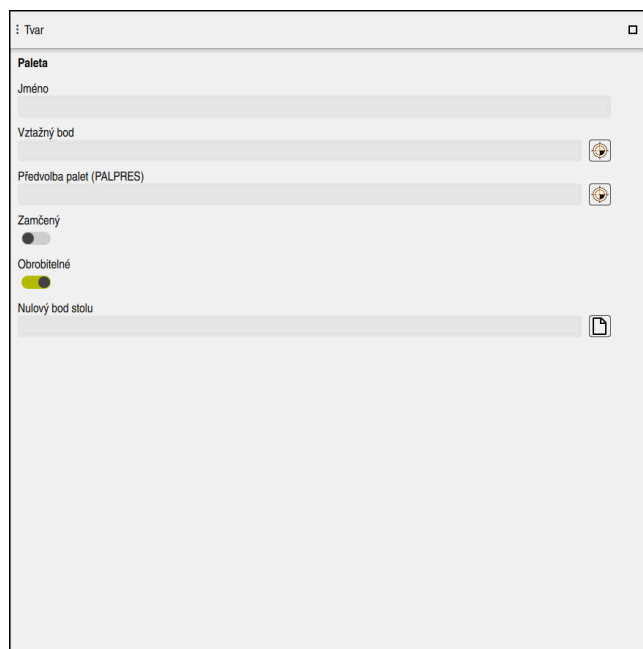 Tvar
Paleta
Jméno
Vztažný bod
Předvolba palet (PALPRES)
Zamčený
Obrobitelné
Nulový bod stolu